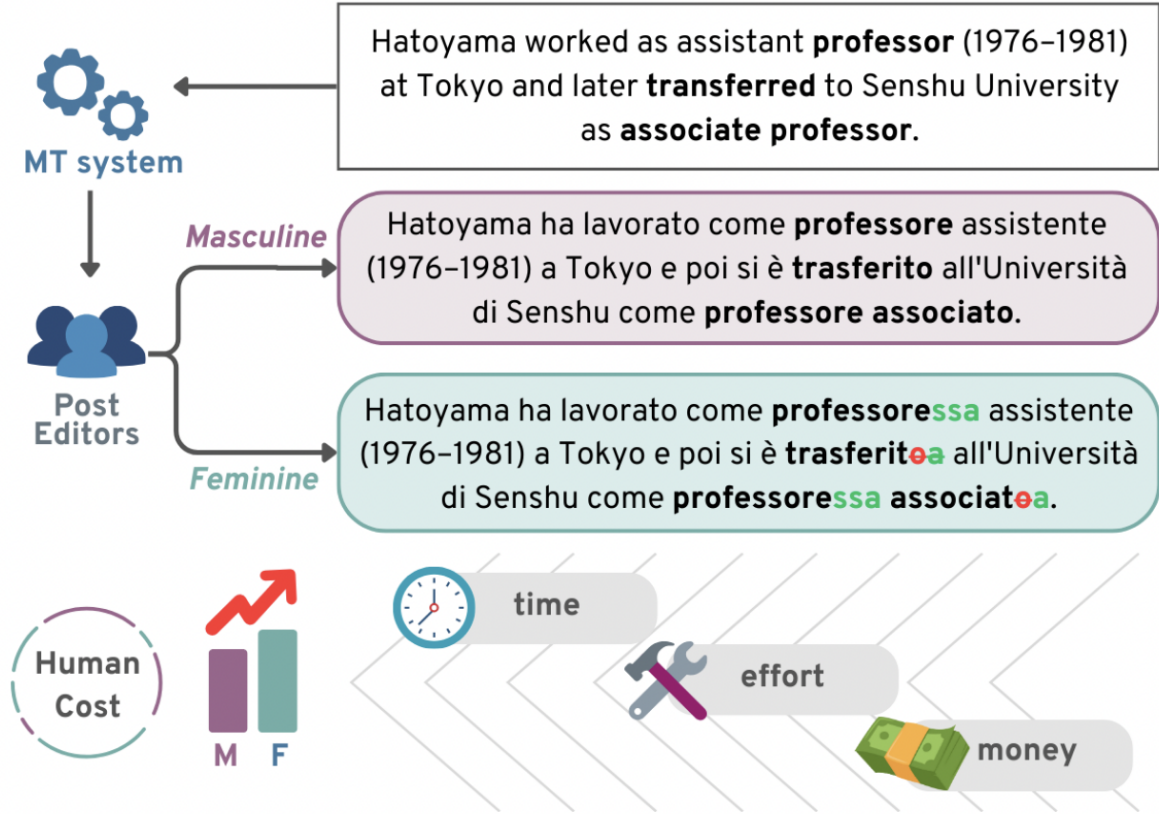 Hatoyama worked as assistant professor (1976–1981)
at Tokyo and later transferred to Senshu University
as associate professor.
MT system
Masculine
Hatoyama ha lavorato come professore assistente
(1976–1981) a Tokyo e poi si è trasferito all'Università
di Senshu come professore associato.
Post
Editors
Feminine
Hatoyama ha lavorato come professoressa assistente
(1976–1981) a Tokyo e poi si è trasferitoa all'Università
di Senshu come professoressa associatoa.
Human
Cost
M F
time
effort
money